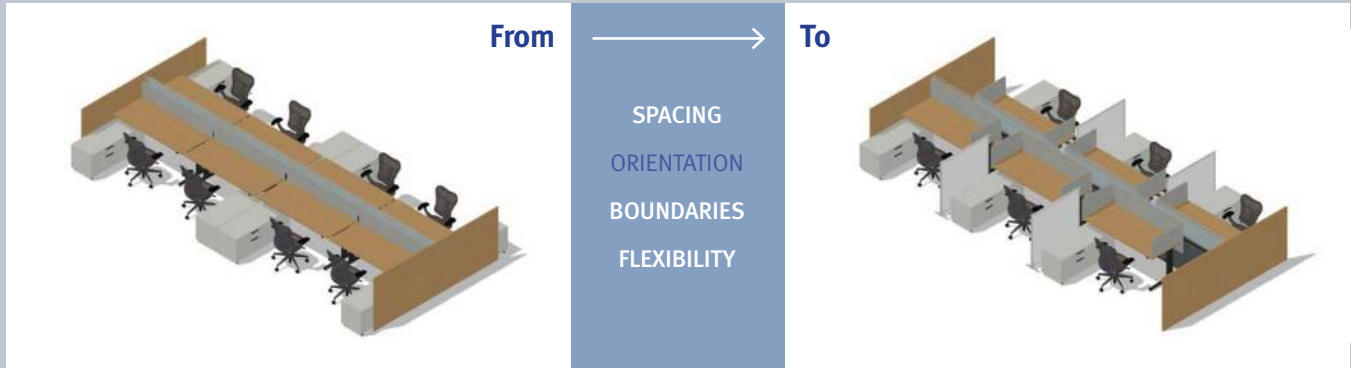 From
To
SPACING
ORIENTATION
BOUNDARIES
FLEXIBILITY